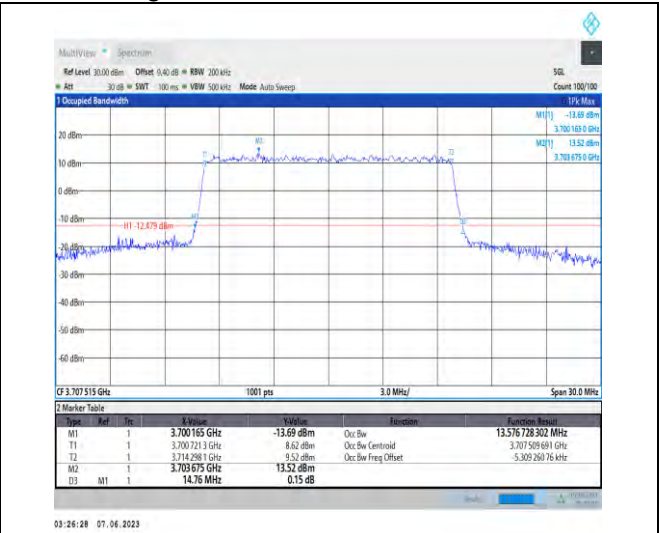 MultiView Spectrum
Ref Level 30.00 dBm Offset 9.40 dB RBW 200 kHz SGL
Att 30 dB SWT 100 ms VBW 500 kHz Mode Auto Sweep Count 100/100
1 Occupied Bandwidth 1Pk Max
M1[1] -13.69 dBm
3.700 165 0 GHz
20 dBm M2 M2[1] 13.52 dBm
T1 T2 3.703 675 0 GHz
10 dBm
0 dBm
-10 dBm
H1 -12.479 dBm
-20 dBm
-30 dBm
-40 dBm
-50 dBm
-60 dBm
CF 3.707 515 GHz 1001 pts 3.0 MHz/ Span 30.0 MHz
2 Marker Table
Type Ref Trc X-Value Y-Value Function Function Result
M1 1 3.700 165 GHz -13.69 dBm Occ Bw 13.576 728 302 MHz
T1 1 3.700 721 3 GHz 8.62 dBm Occ Bw Centroid 3.707 509 691 GHz
T2 1 3.714 298 1 GHz 9.52 dBm Occ Bw Freq Offset -5.309 260 76 kHz
M2 1 3.703 675 GHz 13.52 dBm
D3 M1 1 14.76 MHz 0.15 dB
03:26:28 07.06.2023